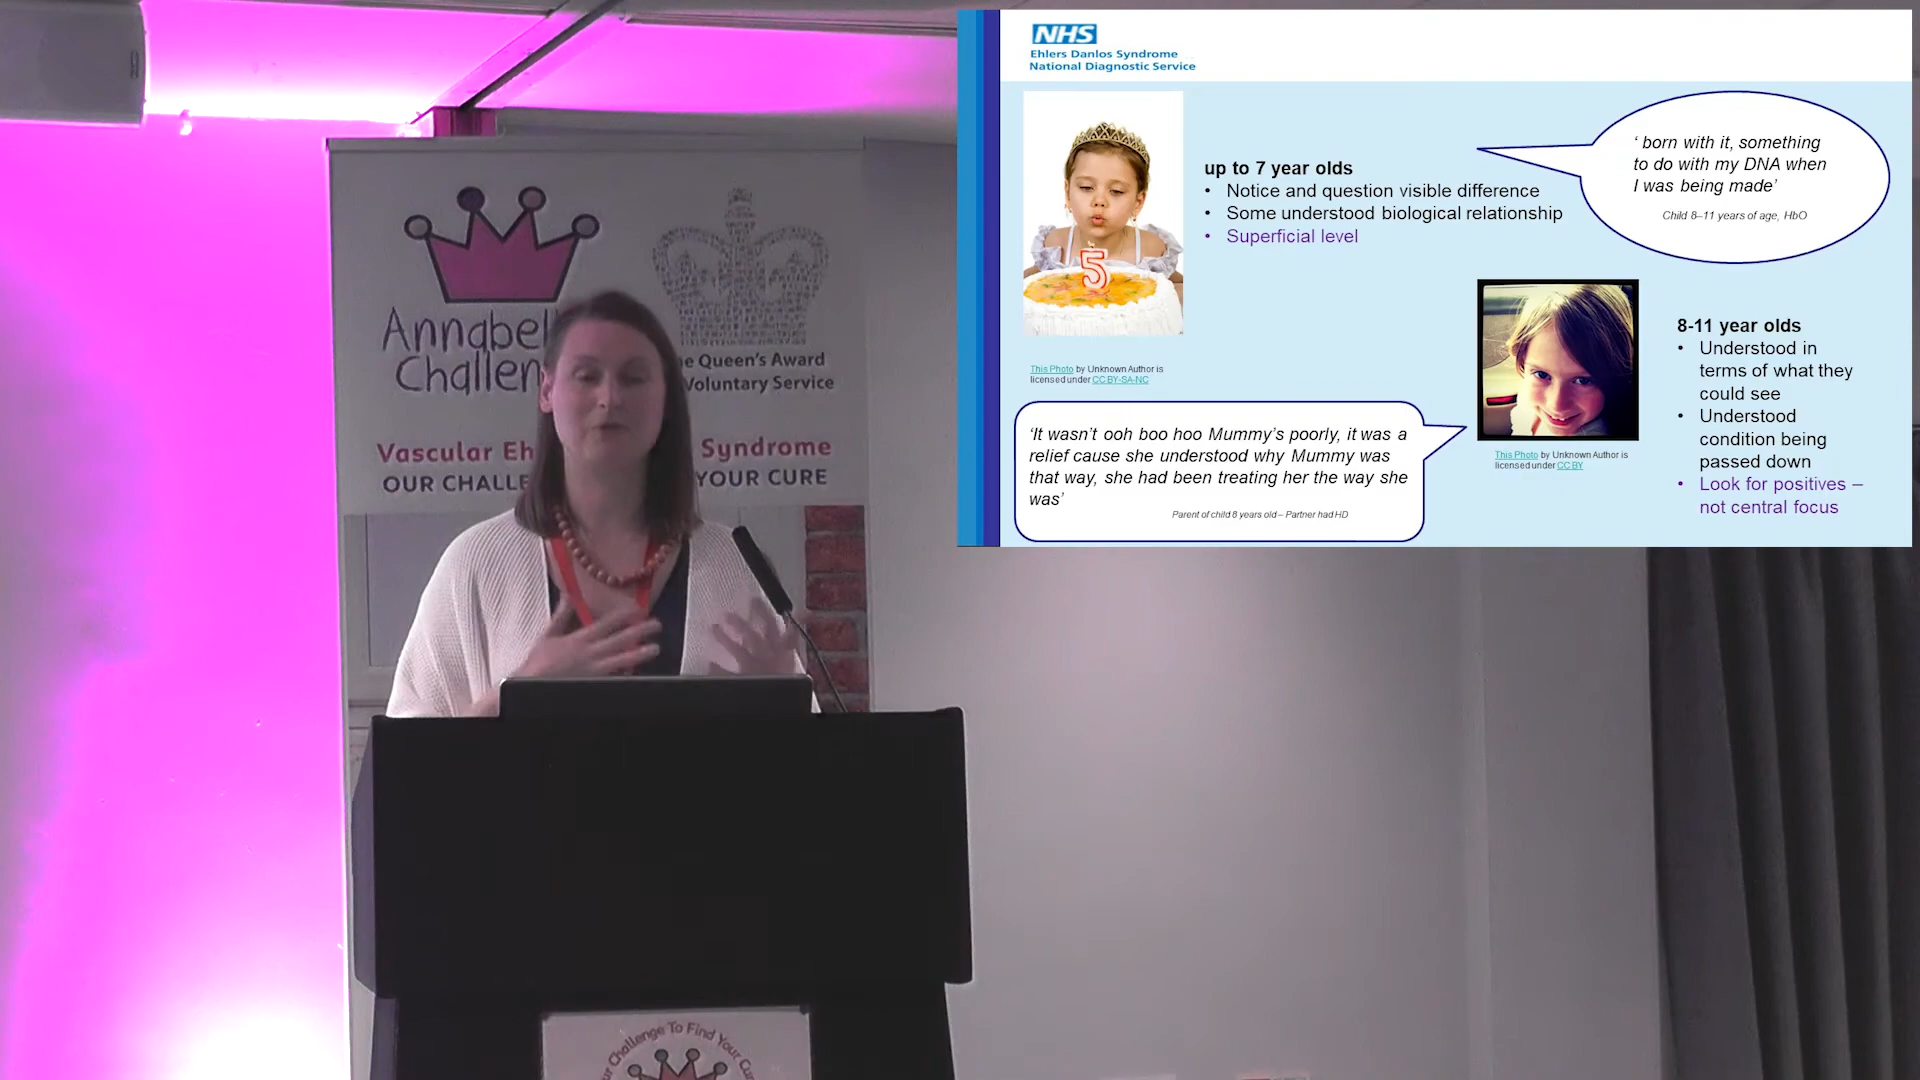 Annabel
Challen
e Queen's Award
Voluntary Service
Vascular Eh Syndrome
OUR CHALLE YOUR CURE
Challenge To Find Your
NHS
Ehlers Danlos Syndrome
National Diagnostic Service
up to 7 year olds
• Notice and question visible difference
• Some understood biological relationship
• Superficial level
‘ born with it, something
to do with my DNA when
I was being made’
Child 8–11 years of age, HbO
This Photo by Unknown Author is
licensed under CC BY-SA-NC
‘It wasn’t ooh boo hoo Mummy’s poorly, it was a
relief cause she understood why Mummy was
that way, she had been treating her the way she
was’
Parent of child 8 years old – Partner had HD
This Photo by Unknown Author is
licensed under CC BY
8-11 year olds
• Understood in
terms of what they
could see
• Understood
condition being
passed down
• Look for positives –
not central focus